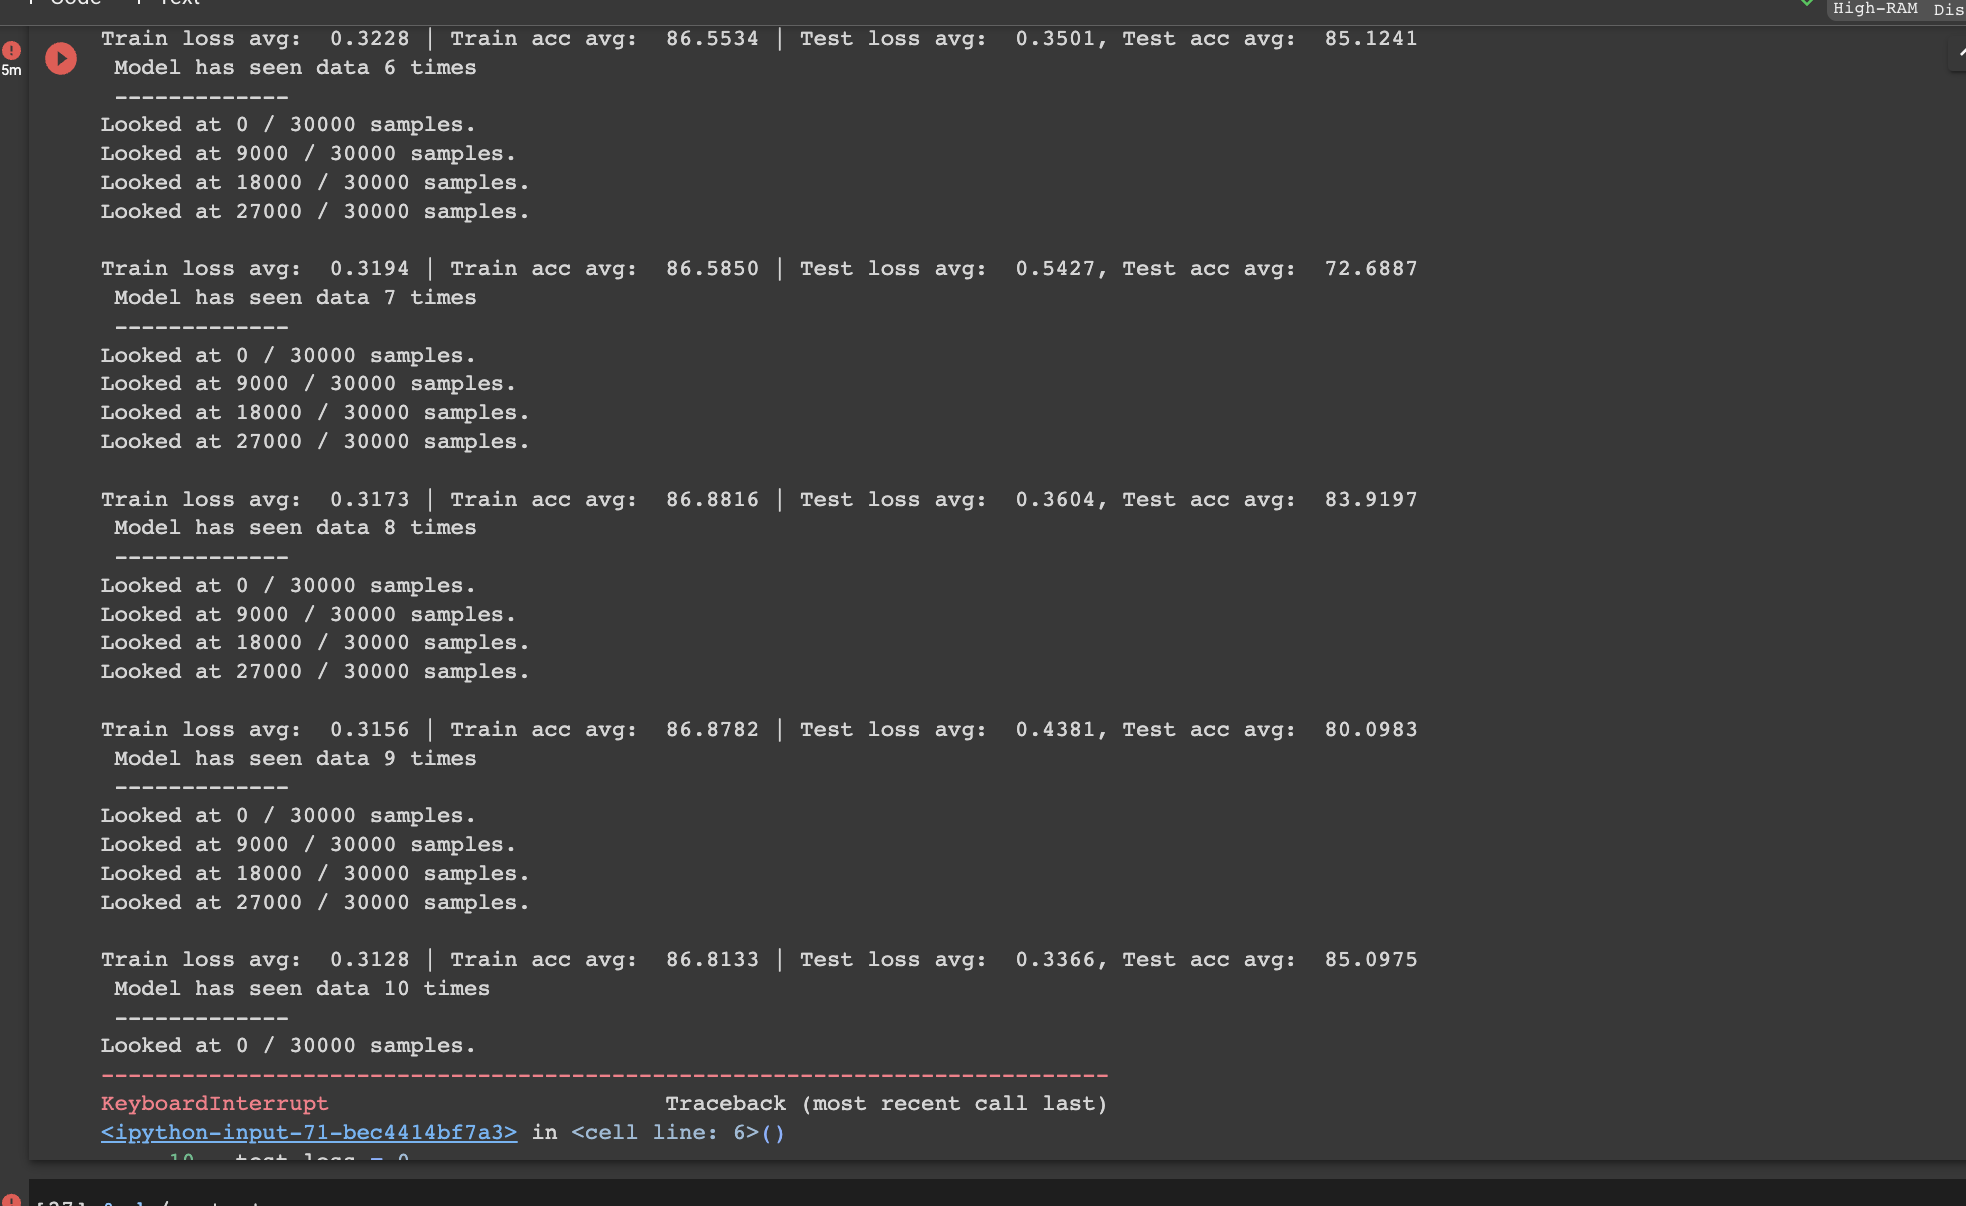 + Code + Text
High-RAM Dis
5m
Train loss avg:  0.3228 | Train acc avg:  86.5534 | Test loss avg:  0.3501, Test acc avg:  85.1241
Model has seen data 6 times
-------------
Looked at 0 / 30000 samples.
Looked at 9000 / 30000 samples.
Looked at 18000 / 30000 samples.
Looked at 27000 / 30000 samples.
Train loss avg:  0.3194 | Train acc avg:  86.5850 | Test loss avg:  0.5427, Test acc avg:  72.6887
Model has seen data 7 times
-------------
Looked at 0 / 30000 samples.
Looked at 9000 / 30000 samples.
Looked at 18000 / 30000 samples.
Looked at 27000 / 30000 samples.
Train loss avg:  0.3173 | Train acc avg:  86.8816 | Test loss avg:  0.3604, Test acc avg:  83.9197
Model has seen data 8 times
-------------
Looked at 0 / 30000 samples.
Looked at 9000 / 30000 samples.
Looked at 18000 / 30000 samples.
Looked at 27000 / 30000 samples.
Train loss avg:  0.3156 | Train acc avg:  86.8782 | Test loss avg:  0.4381, Test acc avg:  80.0983
Model has seen data 9 times
-------------
Looked at 0 / 30000 samples.
Looked at 9000 / 30000 samples.
Looked at 18000 / 30000 samples.
Looked at 27000 / 30000 samples.
Train loss avg:  0.3128 | Train acc avg:  86.8133 | Test loss avg:  0.3366, Test acc avg:  85.0975
Model has seen data 10 times
-------------
Looked at 0 / 30000 samples.
---------------------------------------------------------------------------
KeyboardInterrupt                         Traceback (most recent call last)
<ipython-input-71-bec4414bf7a3> in <cell line: 6>()
10   test_loss = 0